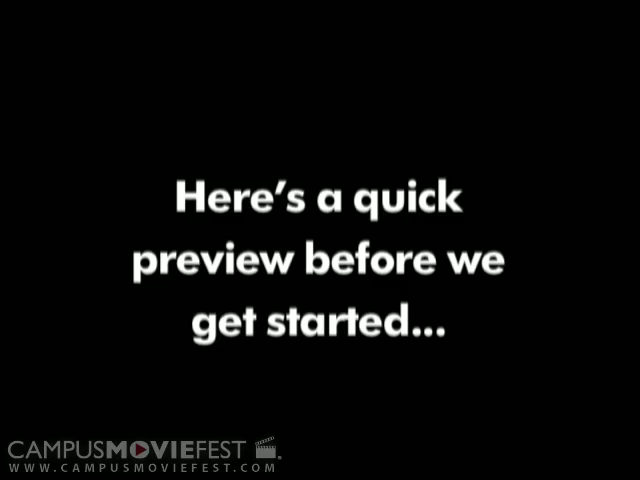 Here's a quick
preview before we
get started...
CAMPUSMOVIEFEST
WWW.CAMPUSMOVIEFEST.COM